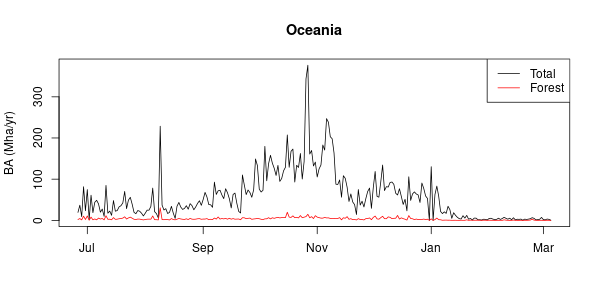 Oceania
Total
Forest
BA (Mha/yr)
300
200
100
0
Jul Sep Nov Jan Mar